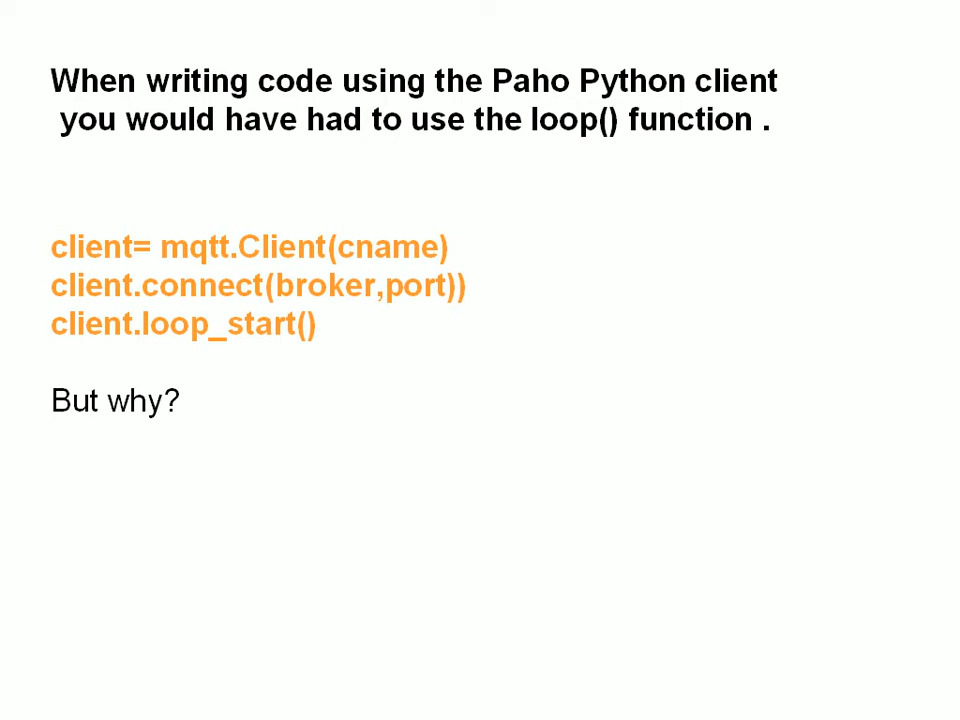 When writing code using the Paho Python client
you would have had to use the loop() function .
client= mqtt.Client(cname)
client.connect(broker,port))
client.loop_start()
But why?